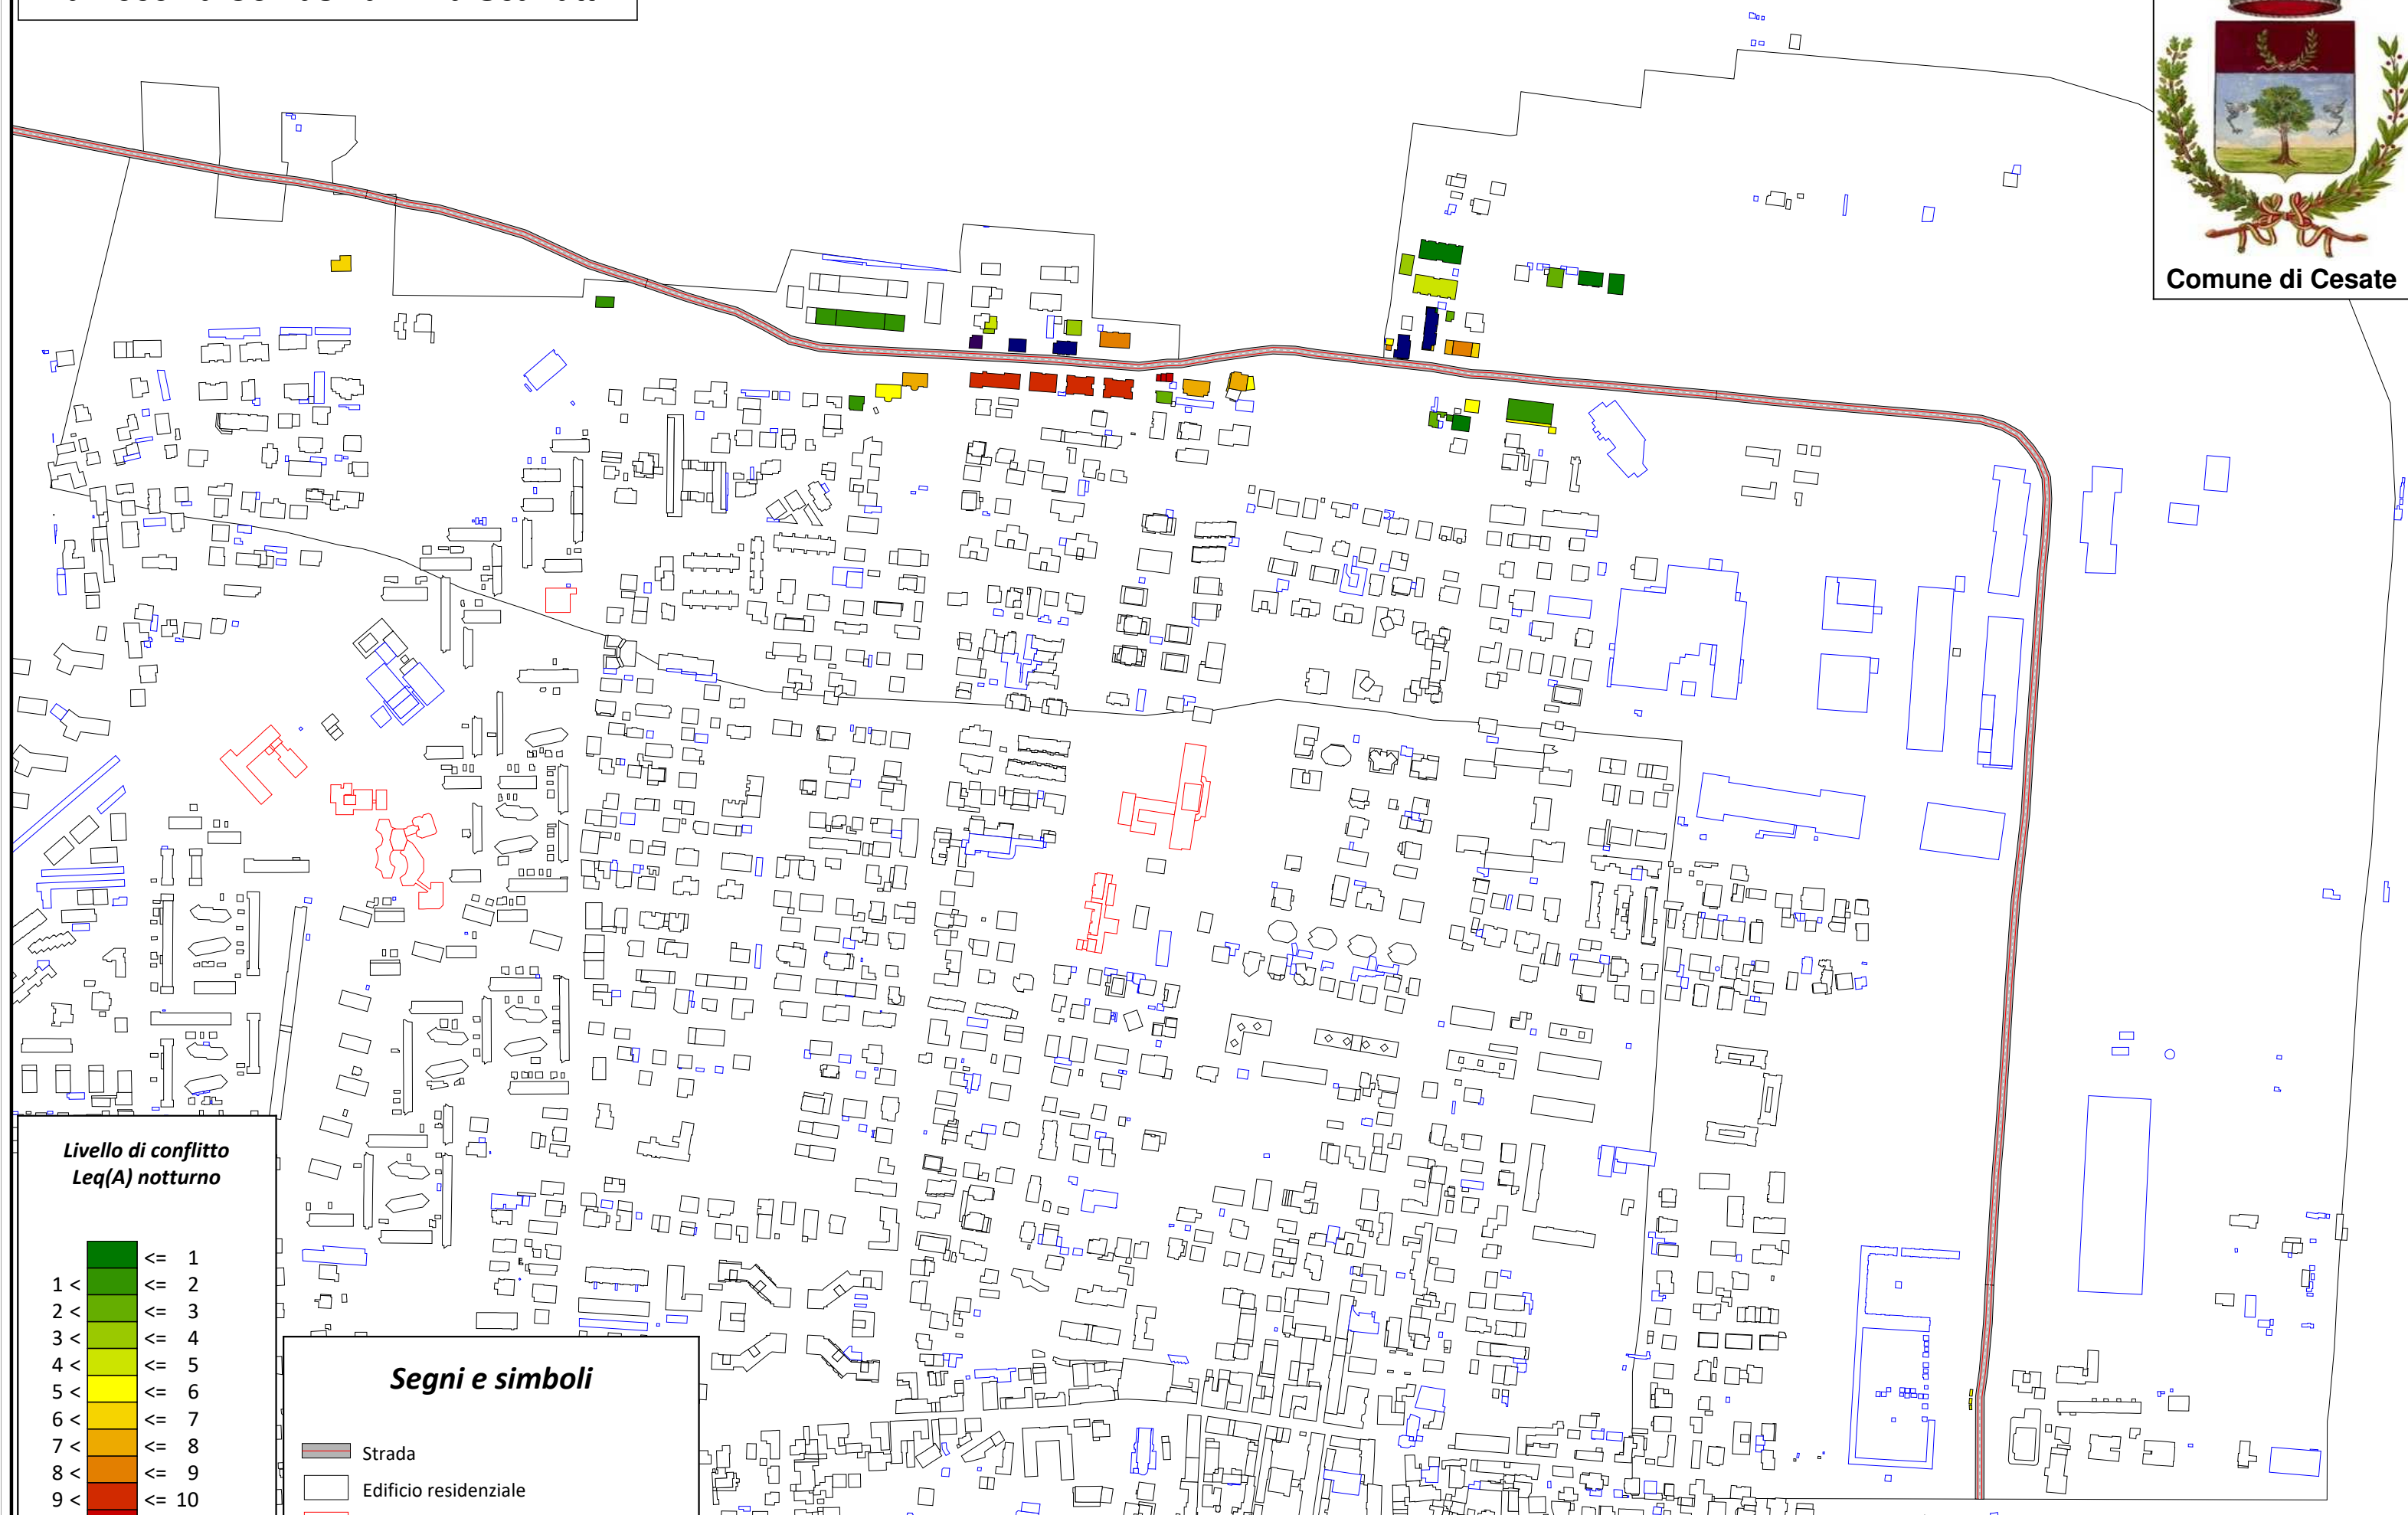 Comune di Cesate
Livello di conflitto
Leq(A) notturno
<= 1
1 < <= 2
2 < <= 3
3 < <= 4
4 < <= 5
5 < <= 6
6 < <= 7
7 < <= 8
8 < <= 9
9 < <= 10
Segni e simboli
Strada
Edificio residenziale